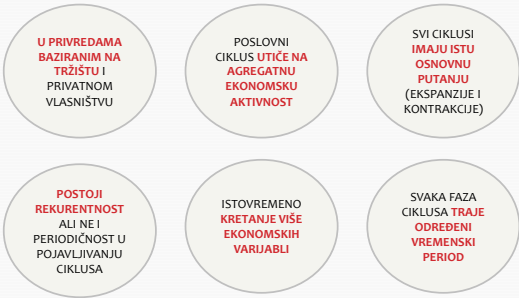 U PRIVREDAMA
BAZIRANIM NA
TRŽIŠTU I
PRIVATNOM
VLASNIŠTVU
POSLOVNI
CIKLUS UTIČE NA
AGREGATNU
EKONOMSKU
AKTIVNOST
SVI CIKLUSI
IMAJU ISTU
OSNOVNU
PUTANJU
(EKSPANZIJE I
KONTRAKCIJE)
POSTOJI
REKURENTNOST
ALI NE I
PERIODIČNOST U
POJAVLJIVANJU
CIKLUSA
ISTOVREMENO
KRETANJE VIŠE
EKONOMSKIH
VARIJABLI
SVAKA FAZA
CIKLUSA TRAJE
ODREĐENI
VREMENSKI
PERIOD